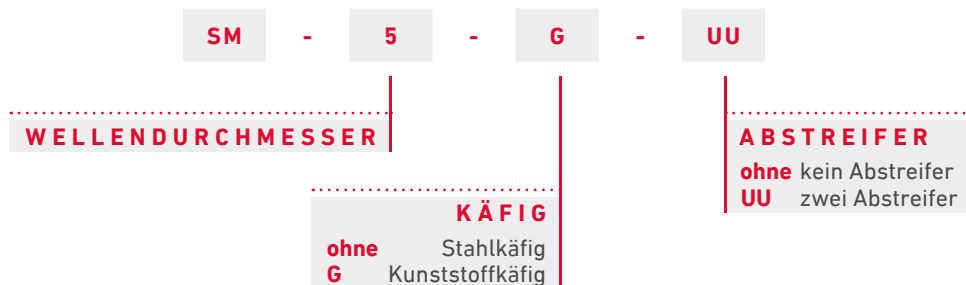 SM - 5 - G - UU
WELLENDURCHMESSER
ABSTREIFER
ohne kein Abstreifer
UU zwei Abstreifer
KÄFIG
ohne Stahlkäfig
G Kunststoffkäfig